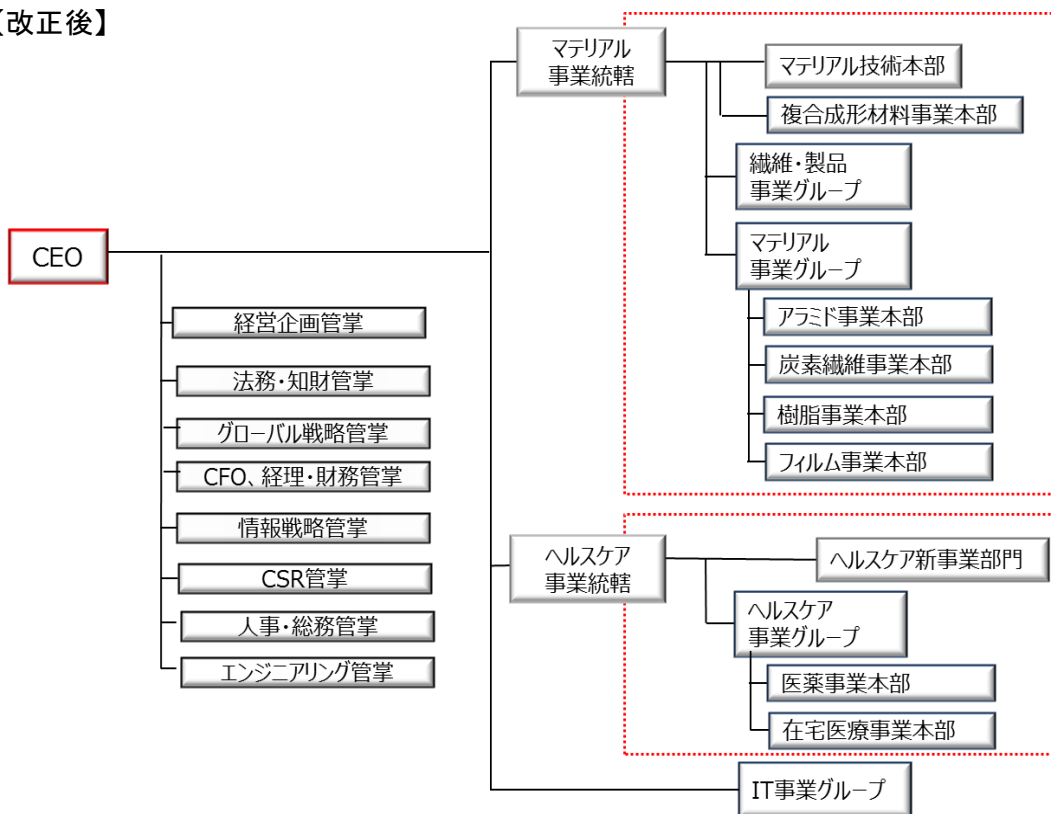 【改正後】
マテリアル
事業統轄
マテリアル技術本部
複合成形材料事業本部
繊維・製品
事業グループ
マテリアル
事業グループ
アラミド事業本部
炭素繊維事業本部
樹脂事業本部
フィルム事業本部
CEO
経営企画管掌
法務・知財管掌
グローバル戦略管掌
CFO、経理・財務管掌
情報戦略管掌
CSR管掌
人事・総務管掌
エンジニアリング管掌
ヘルスケア
事業統轄
ヘルスケア新事業部門
ヘルスケア
事業グループ
医薬事業本部
在宅医療事業本部
IT事業グループ